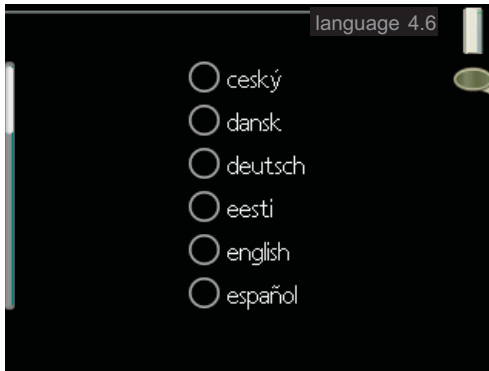 language 4.6
ceský
dansk
deutsch
eesti
english
español